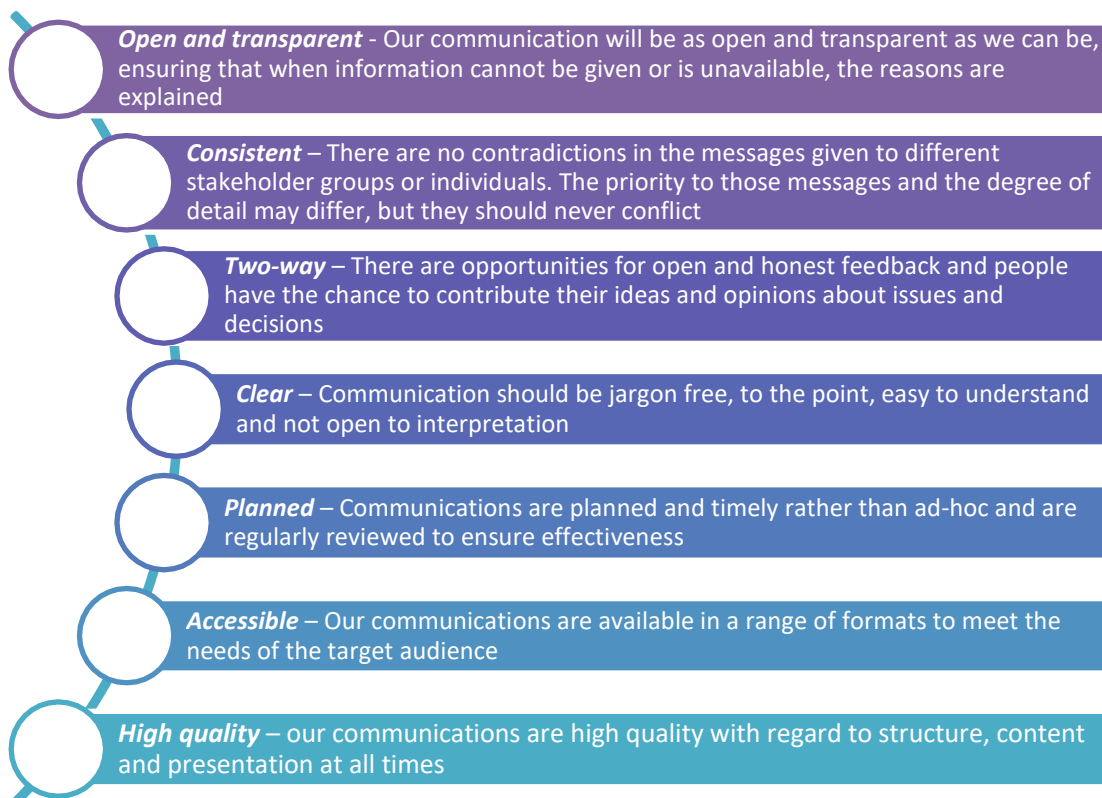 Open and transparent - Our communication will be as open and transparent as we can be,
ensuring that when information cannot be given or is unavailable, the reasons are
explained
Consistent – There are no contradictions in the messages given to different
stakeholder groups or individuals. The priority to those messages and the degree of
detail may differ, but they should never conflict
Two-way – There are opportunities for open and honest feedback and people
have the chance to contribute their ideas and opinions about issues and
decisions
Clear – Communication should be jargon free, to the point, easy to understand
and not open to interpretation
Planned – Communications are planned and timely rather than ad-hoc and are
regularly reviewed to ensure effectiveness
Accessible – Our communications are available in a range of formats to meet the
needs of the target audience
High quality – our communications are high quality with regard to structure, content
and presentation at all times